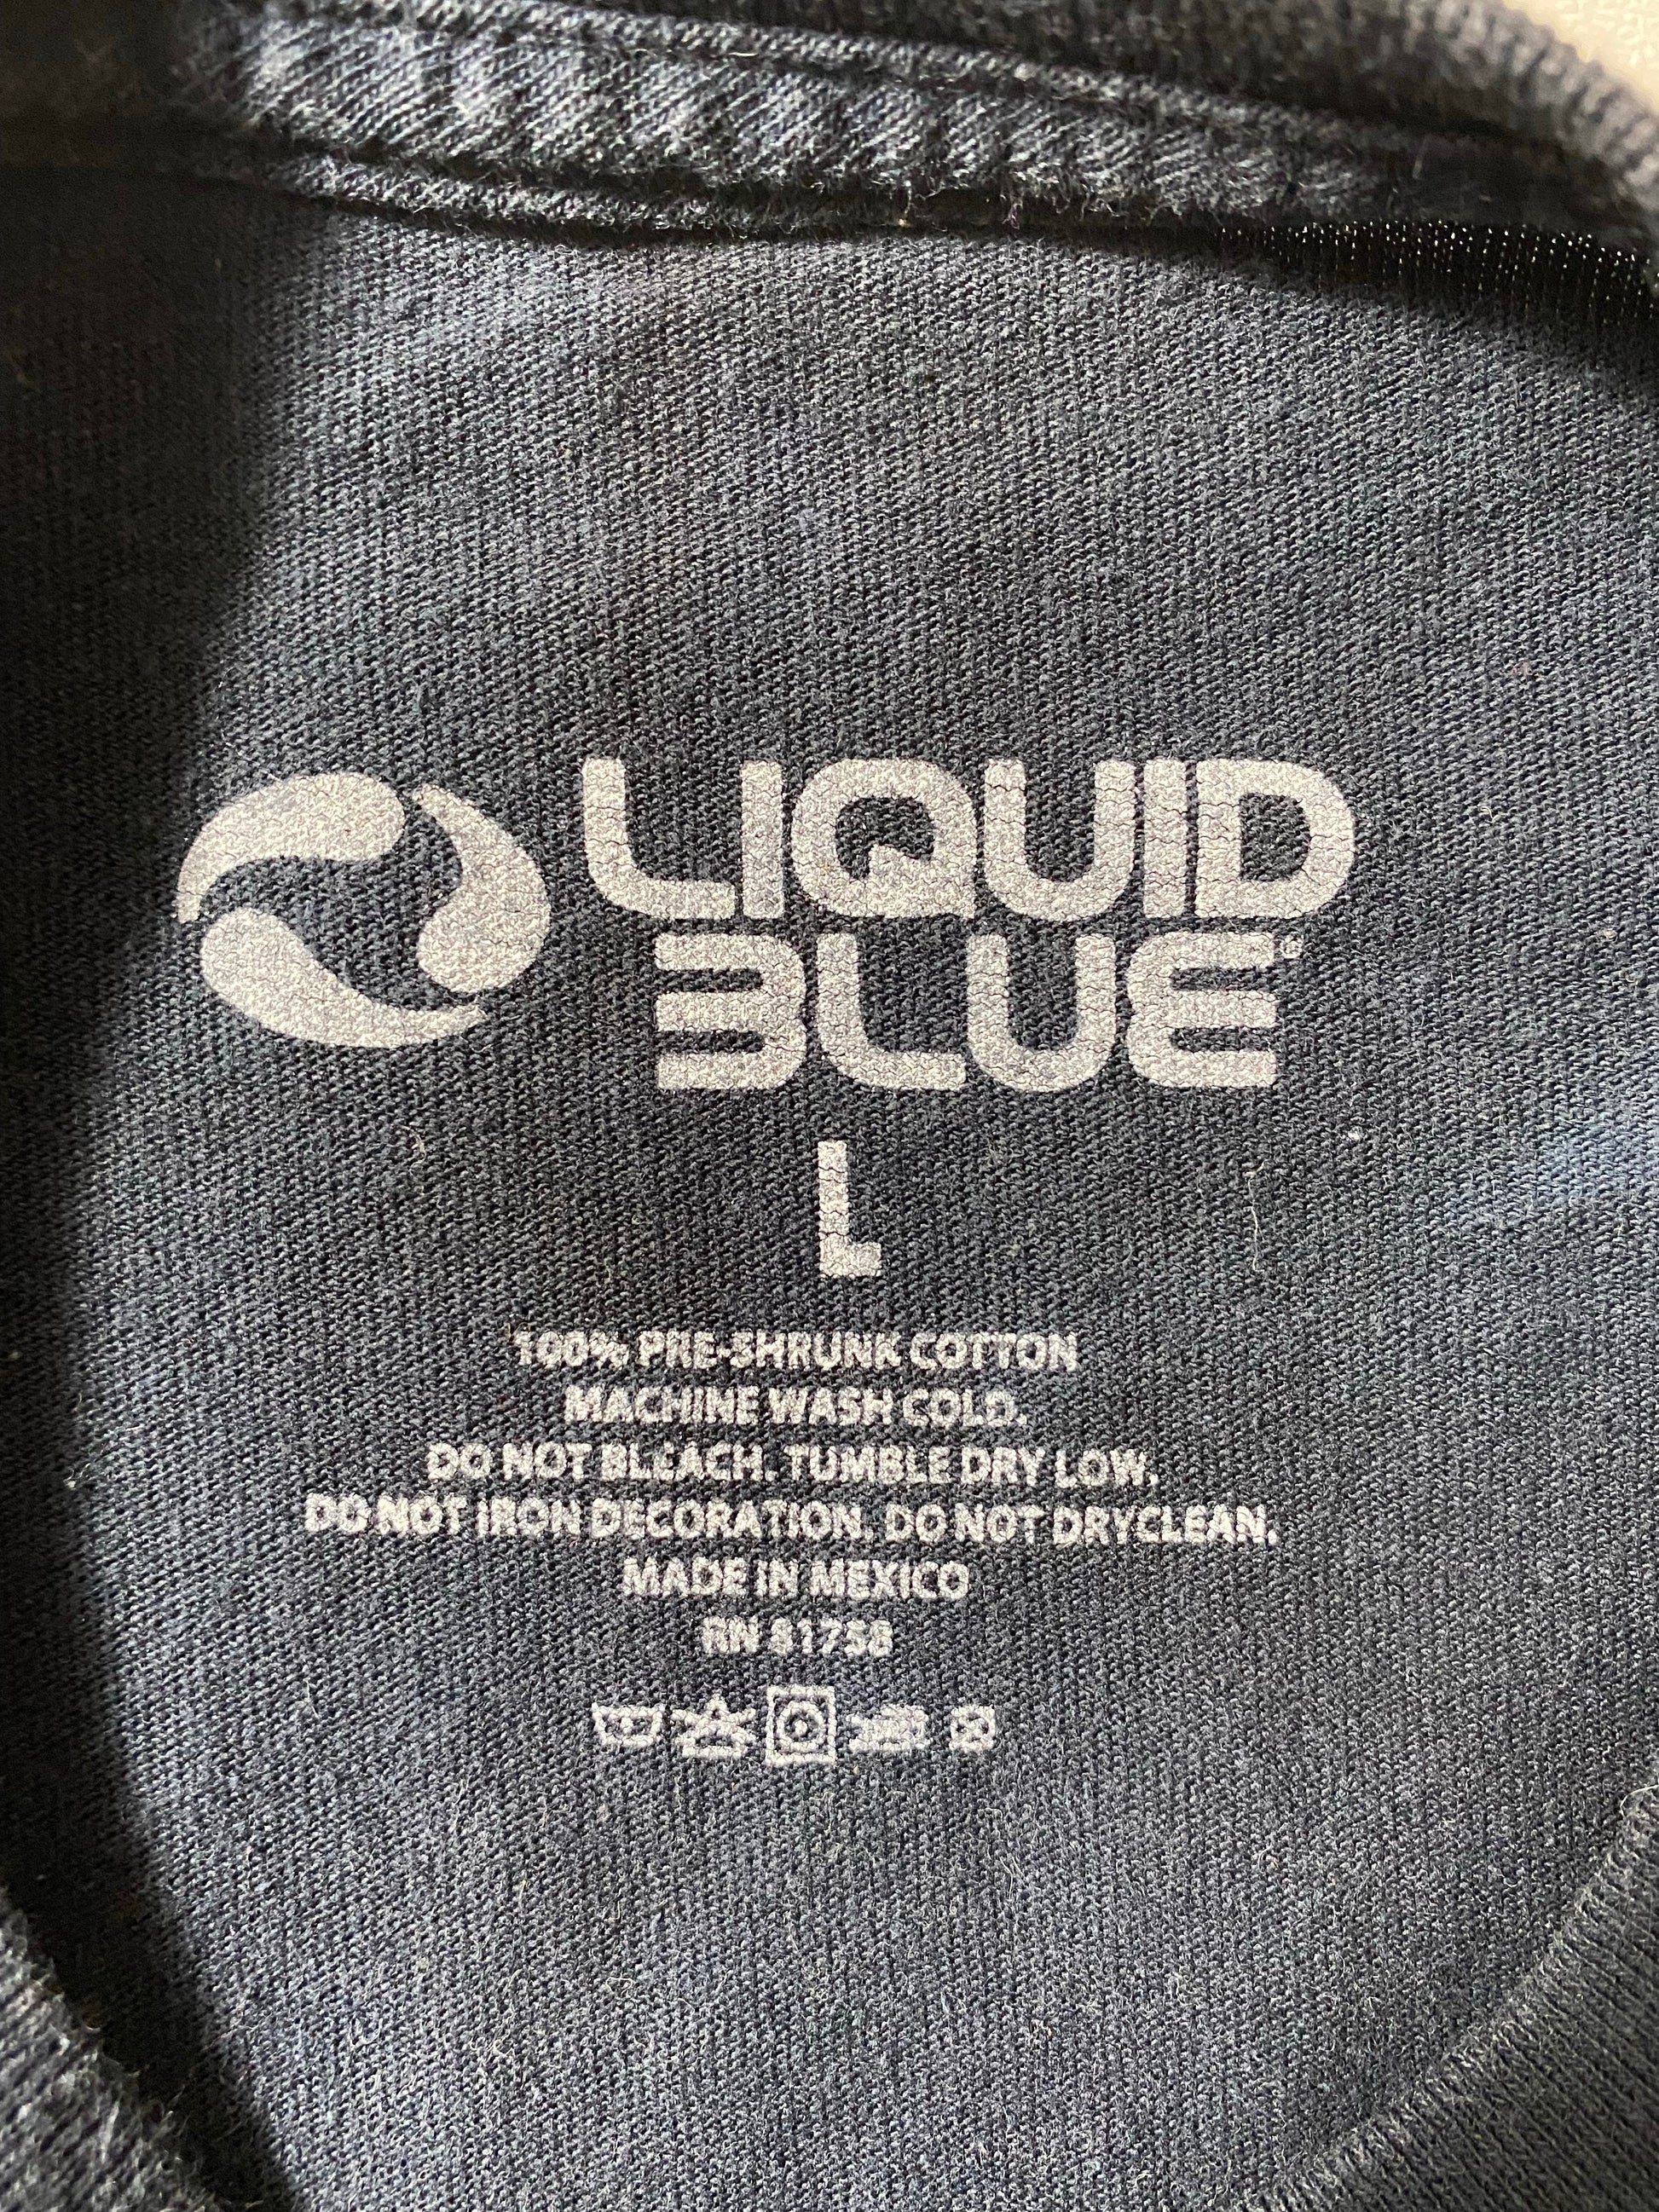 LIQUID
BLUE®
L
100% PRE-SHRUNK COTTON
MACHINE WASH COLD.
DO NOT BLEACH. TUMBLE DRY LOW.
DO NOT IRON DECORATION. DO NOT DRYCLEAN.
MADE IN MEXICO
RN 81758